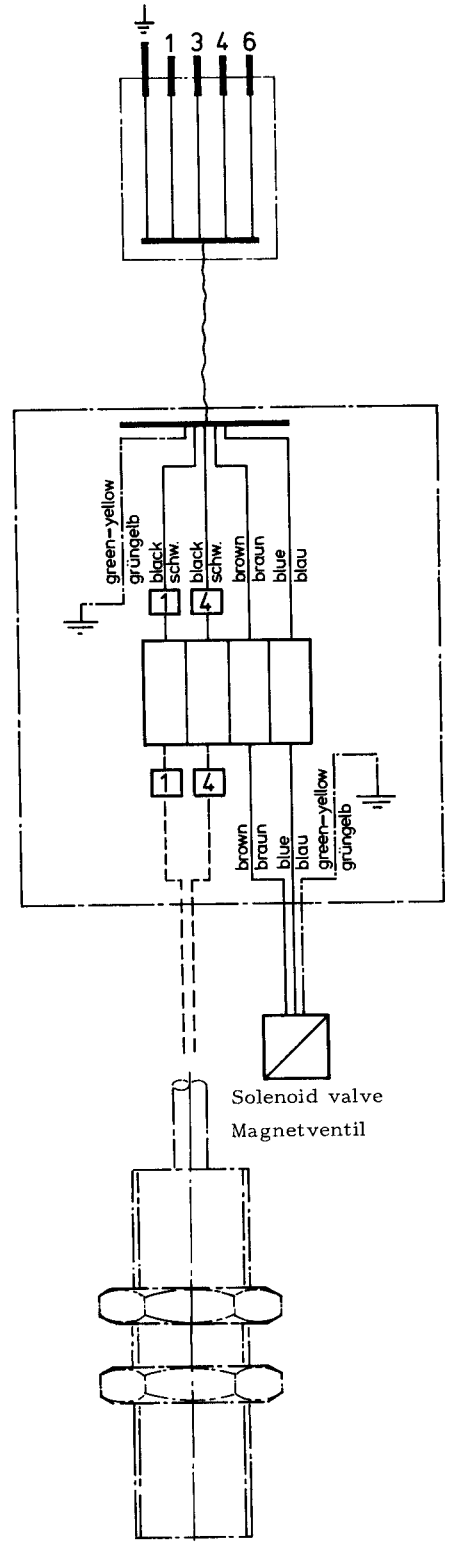 1 3 4 6
green-yellow
grüngelb
black
schw.
black
schw.
brown
braun
blue
blau
1 4
1 4
brown
braun
blue
blau
green-yellow
grüngelb
Solenoid valve
Magnetventil